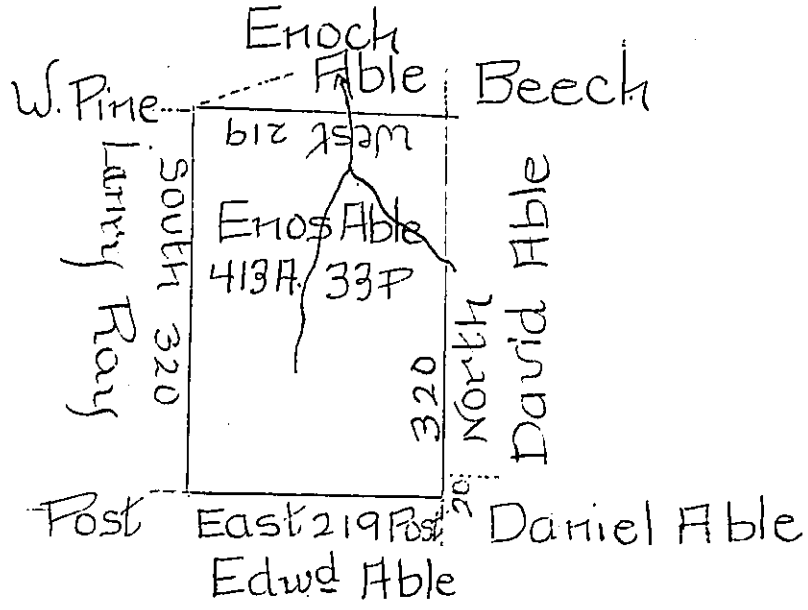 Enoch
Able
W. Pine
Beech
West 219
Larry Ray
South 320
Enos Able
413A. 33P
320
North
David Able
20
Post
East 219 Post
Daniel Able
Edwd Able